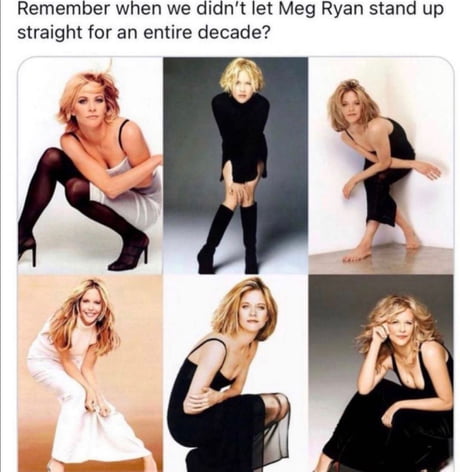 Remember when we didn't let Meg Ryan stand up
straight for an entire decade?